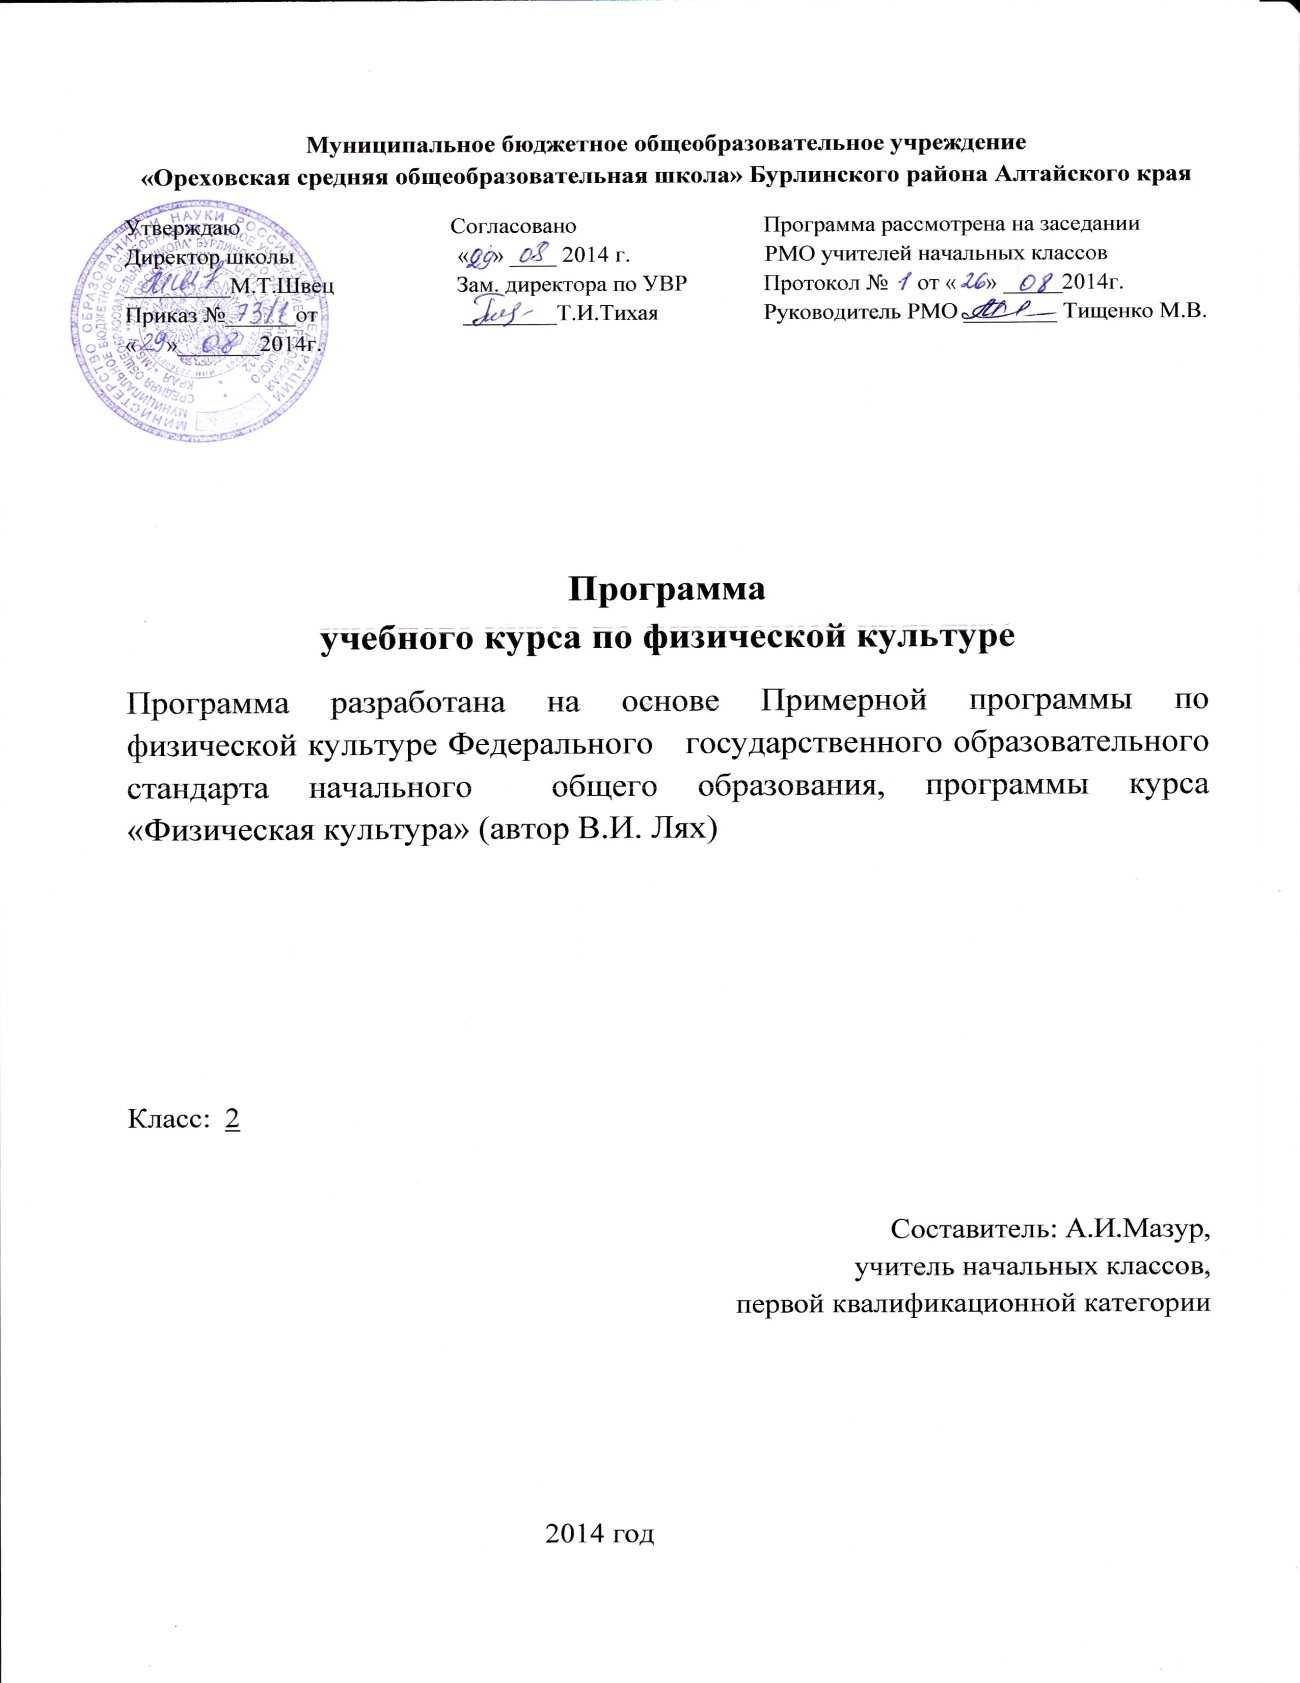 Муниципальное бюджетное общеобразовательное учреждение
«Ореховская средняя общеобразовательная школа» Бурлинского района Алтайского края
Утверждаю
Директор школы
__________М.Т.Швец
Приказ № 73/1 от
«29» 08 2014г.
Согласовано
«29» 08 2014 г.
Зам. директора по УВР
________Т.И.Тихая
Программа рассмотрена на заседании
РМО учителей начальных классов
Протокол № 1 от «26» 08 2014г.
Руководитель РМО ________ Тищенко М.В.
Программа
учебного курса по физической культуре
Программа разработана на основе Примерной программы по
физической культуре Федерального государственного образовательного
стандарта начального общего образования, программы курса
«Физическая культура» (автор В.И. Лях)
Класс: 2
Составитель: А.И.Мазур,
учитель начальных классов,
первой квалификационной категории
2014 год